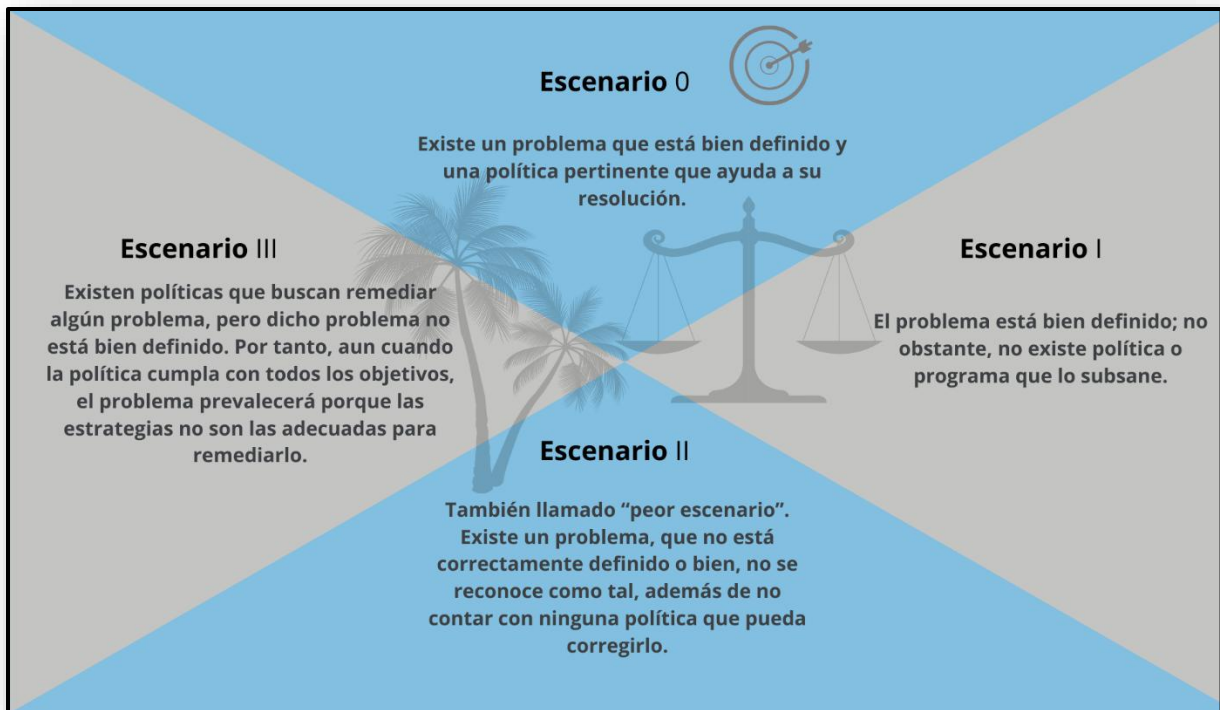 Escenario 0
Existe un problema que está bien definido y
una política pertinente que ayuda a su
resolución.
Escenario III
Existen políticas que buscan remediar
algún problema, pero dicho problema no
está bien definido. Por tanto, aun cuando
la política cumpla con todos los objetivos,
el problema prevalecerá porque las
estrategias no son las adecuadas para
remediarlo.
Escenario I
El problema está bien definido; no
obstante, no existe política o
programa que lo subsane.
Escenario II
También llamado “peor escenario”.
Existe un problema, que no está
correctamente definido o bien, no se
reconoce como tal, además de no
contar con ninguna política que pueda
corregirlo.